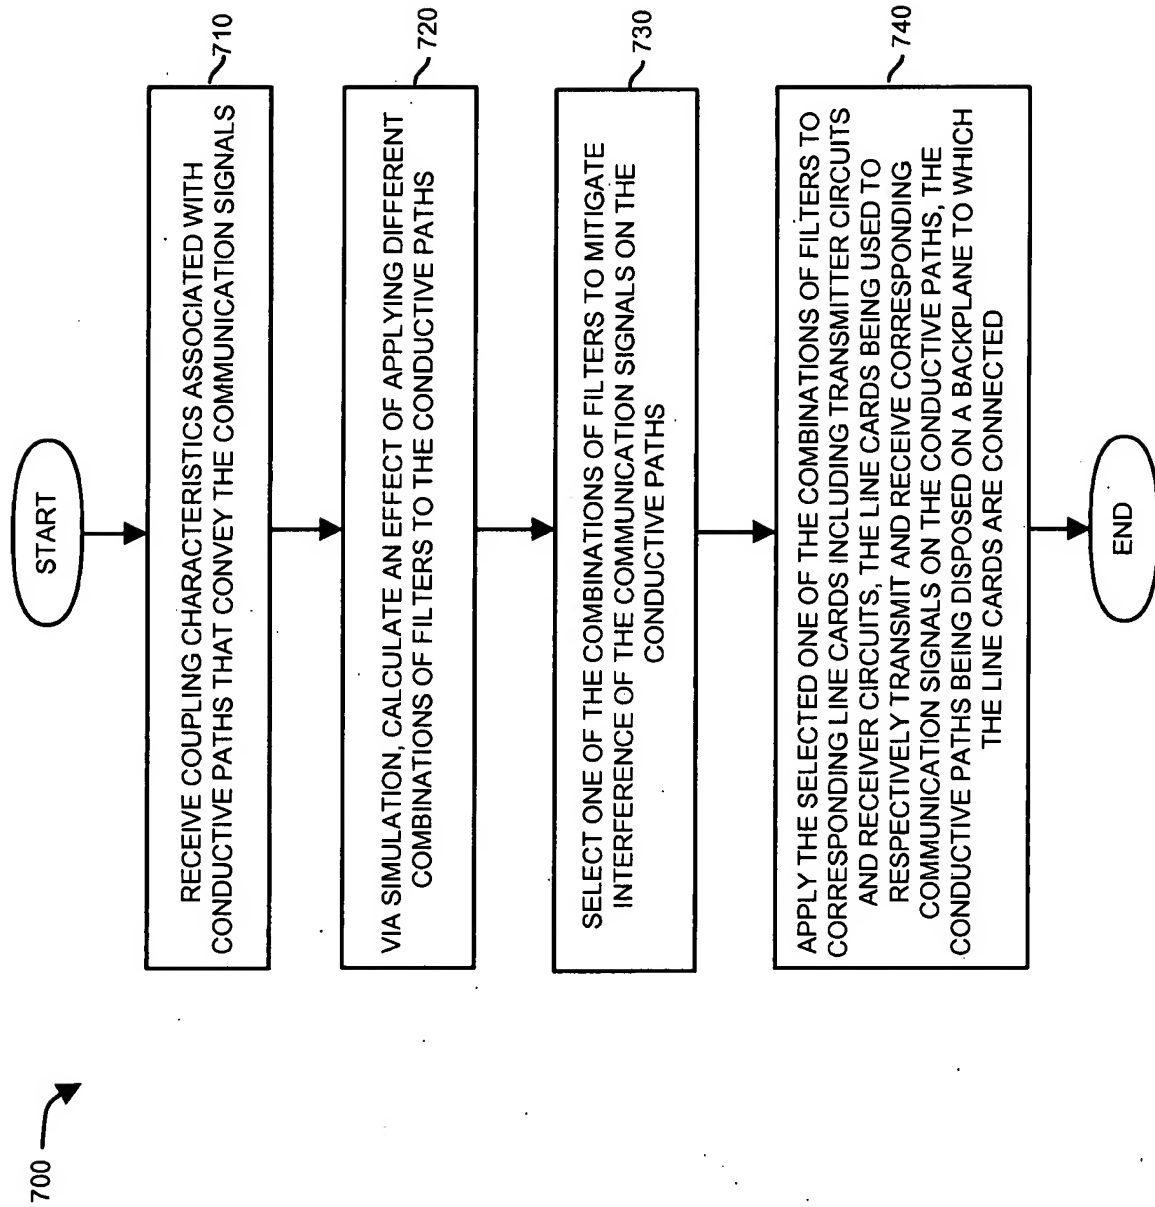 700
START
710
RECEIVE COUPLING CHARACTERISTICS ASSOCIATED WITH
CONDUCTIVE PATHS THAT CONVEY THE COMMUNICATION SIGNALS
720
VIA SIMULATION, CALCULATE AN EFFECT OF APPLYING DIFFERENT
COMBINATIONS OF FILTERS TO THE CONDUCTIVE PATHS
730
SELECT ONE OF THE COMBINATIONS OF FILTERS TO MITIGATE
INTERFERENCE OF THE COMMUNICATION SIGNALS ON THE
CONDUCTIVE PATHS
740
APPLY THE SELECTED ONE OF THE COMBINATIONS OF FILTERS TO
CORRESPONDING LINE CARDS INCLUDING TRANSMITTER CIRCUITS
AND RECEIVER CIRCUITS, THE LINE CARDS BEING USED TO
RESPECTIVELY TRANSMIT AND RECEIVE CORRESPONDING
COMMUNICATION SIGNALS ON THE CONDUCTIVE PATHS, THE
CONDUCTIVE PATHS BEING DISPOSED ON A BACKPLANE TO WHICH
THE LINE CARDS ARE CONNECTED
END